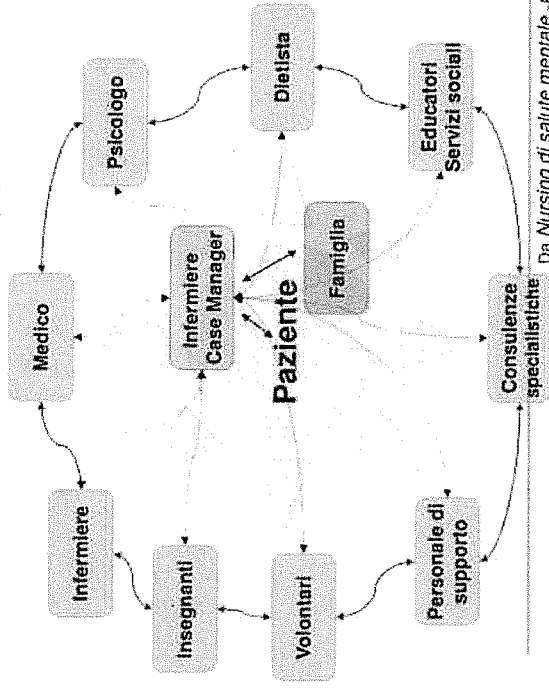 Medico
Psicologo
Dietista
Educatori
Servizi sociali
Consulenze
specialistiche
Personale di
supporto
Volontari
Insegnanti
Infermiere
Infermiere
Case Manager
Paziente
Famiglia
Da Nursing di salute mentale